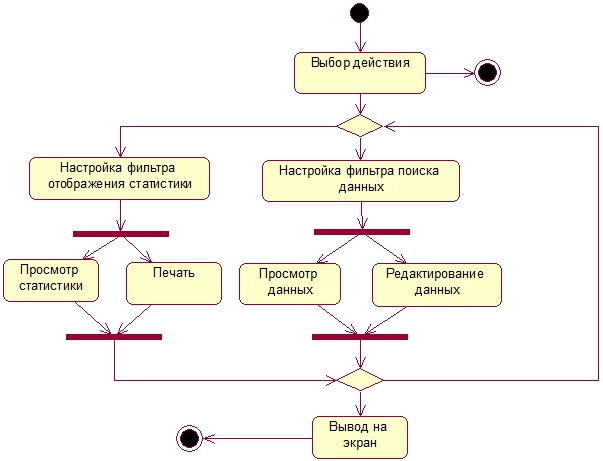 Выбор действия
Настройка фильтра
отображения статистики
Настройка фильтра поиска
данных
Просмотр
статистики
Печать
Просмотр
данных
Редактирование
данных
Вывод на
экран